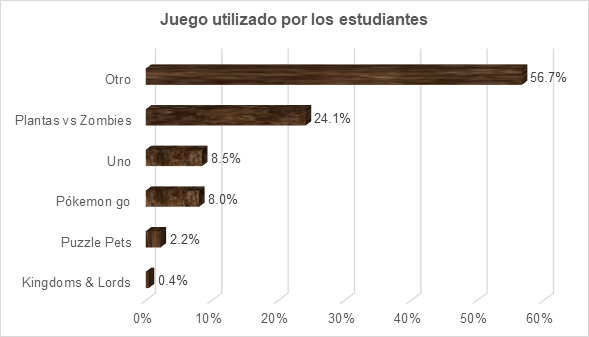 Juego utilizado por los estudiantes
Otro 56.7%
Plantas vs Zombies 24.1%
Uno 8.5%
Pókemon go 8.0%
Puzzle Pets 2.2%
Kingdoms & Lords 0.4%
0% 10% 20% 30% 40% 50% 60%